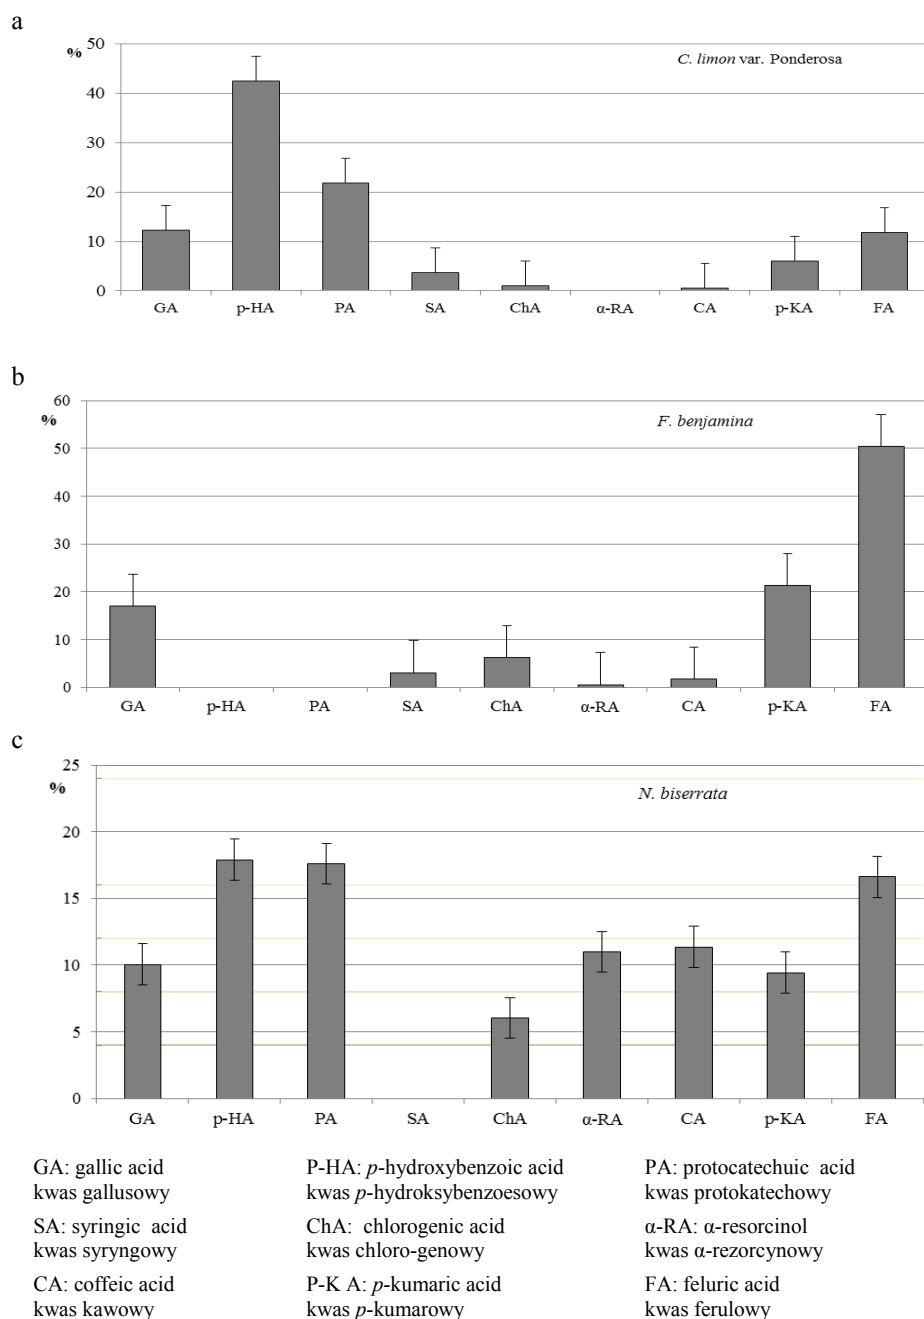 a
%
50
40
30
20
10
0
C. limon var. Ponderosa
GA p-HA PA SA ChA α-RA CA p-KA FA
b
%
60
50
40
30
20
10
0
F. benjamina
GA p-HA PA SA ChA α-RA CA p-KA FA
c
%
25
20
15
10
5
0
N. biserrata
GA p-HA PA SA ChA α-RA CA p-KA FA
GA: gallic acid P-HA: p-hydroxybenzoic acid PA: protocatechuic acid
kwas gallusowy kwas p-hydroksybenzoesowy kwas protokatechowy
SA: syringic acid ChA: chlorogenic acid α-RA: α-resorcinol
kwas syryngowy kwas chloro-genowy kwas α-rezorcynowy
CA: coffeic acid P-K A: p-kumaric acid FA: feluric acid
kwas kawowy kwas p-kumarowy kwas ferulowy